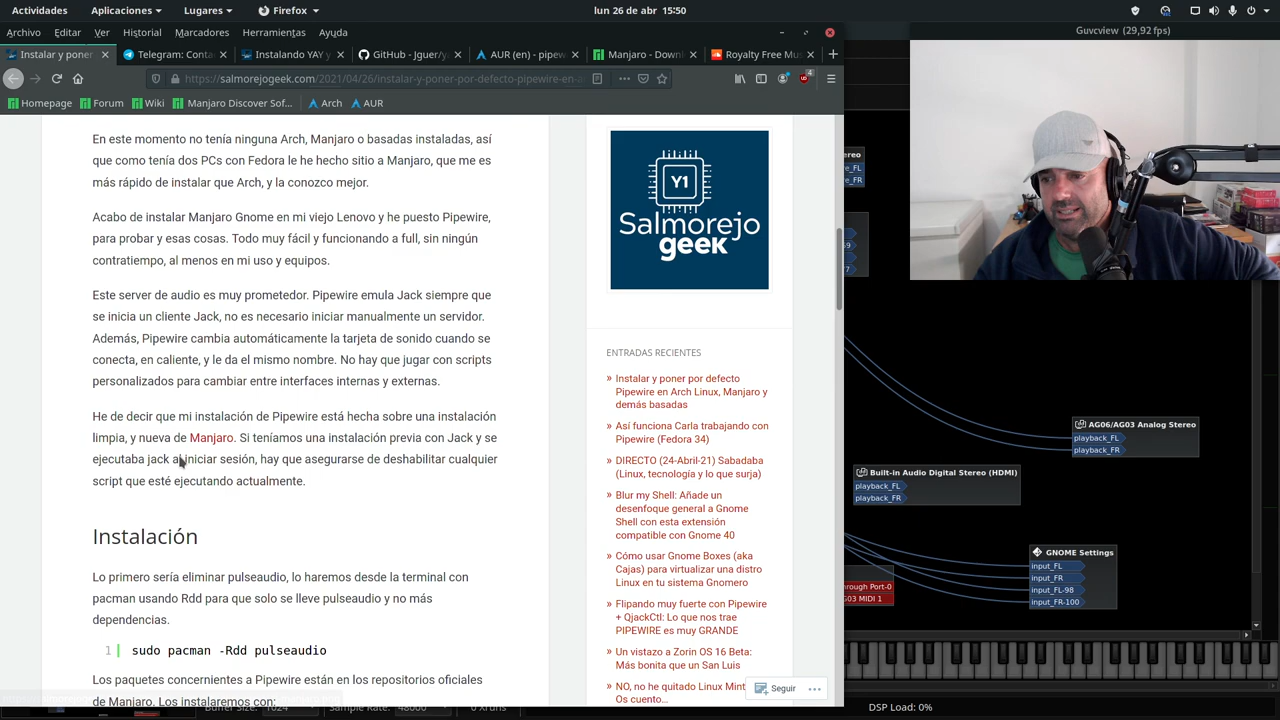 Actividades Aplicaciones Lugares Firefox lun 26 de abr 15:50
Archivo Editar Ver Historial Marcadores Herramientas Ayuda
Guvcview (29,92 fps)
Instalar y poner Telegram: Conta Instalando YAY y GitHub - Jguer/y AUR (en) - pipew Manjaro - Downl Royalty Free Mus
https://salmorejogeek.com/2021/04/26/instalar-y-poner-por-defecto-pipewire-en-a
Homepage Forum Wiki Manjaro Discover Sof... Arch AUR
En este momento no tenía ninguna Arch, Manjaro o basadas instaladas, así
que como tenía dos PCs con Fedora le he hecho sitio a Manjaro, que me es
más rápido de instalar que Arch, y la conozco mejor.
Acabo de instalar Manjaro Gnome en mi viejo Lenovo y he puesto Pipewire,
para probar y esas cosas. Todo muy fácil y funcionando a full, sin ningún
contratiempo, al menos en mi uso y equipos.
Este server de audio es muy prometedor. Pipewire emula Jack siempre que
se inicia un cliente Jack, no es necesario iniciar manualmente un servidor.
Además, Pipewire cambia automáticamente la tarjeta de sonido cuando se
conecta, en caliente, y le da el mismo nombre. No hay que jugar con scripts
personalizados para cambiar entre interfaces internas y externas.
He de decir que mi instalación de Pipewire está hecha sobre una instalación
limpia, y nueva de Manjaro. Si teníamos una instalación previa con Jack y se
ejecutaba jack al iniciar sesión, hay que asegurarse de deshabilitar cualquier
script que esté ejecutando actualmente.
Instalación
Lo primero sería eliminar pulseaudio, lo haremos desde la terminal con
pacman usando Rdd para que solo se lleve pulseaudio y no más
dependencias.
1 sudo pacman -Rdd pulseaudio
Los paquetes concernientes a Pipewire están en los repositorios oficiales
de Manjaro. Los instalaremos con:
Y1
Salmorejo
geek
ENTRADAS RECIENTES
» Instalar y poner por defecto
Pipewire en Arch Linux, Manjaro y
demás basadas
» Así funciona Carla trabajando con
Pipewire (Fedora 34)
» DIRECTO (24-Abril-21) Sabadaba
(Linux, tecnología y lo que surja)
» Blur my Shell: Añade un
desenfoque general a Gnome
Shell con esta extensión
compatible con Gnome 40
» Cómo usar Gnome Boxes (aka
Cajas) para virtualizar una distro
Linux en tu sistema Gnomero
» Flipando muy fuerte con Pipewire
+ QjackCtl: Lo que nos trae
PIPEWIRE es muy GRANDE
» Un vistazo a Zorin OS 16 Beta:
Más bonita que un San Luis
» NO, no he quitado Linux Mint
Os cuento...
Seguir
AG06/AG03 Analog Stereo
playback_FL
playback_FR
Built-in Audio Digital Stereo (HDMI)
playback_FL
playback_FR
GNOME Settings
input_FL
input_FR
input_FL-98
input_FR-100
hrough Port-0
G03 MIDI 1
Buffer Size: 1024 Sample Rate: 48000 0 Xruns DSP Load: 0%